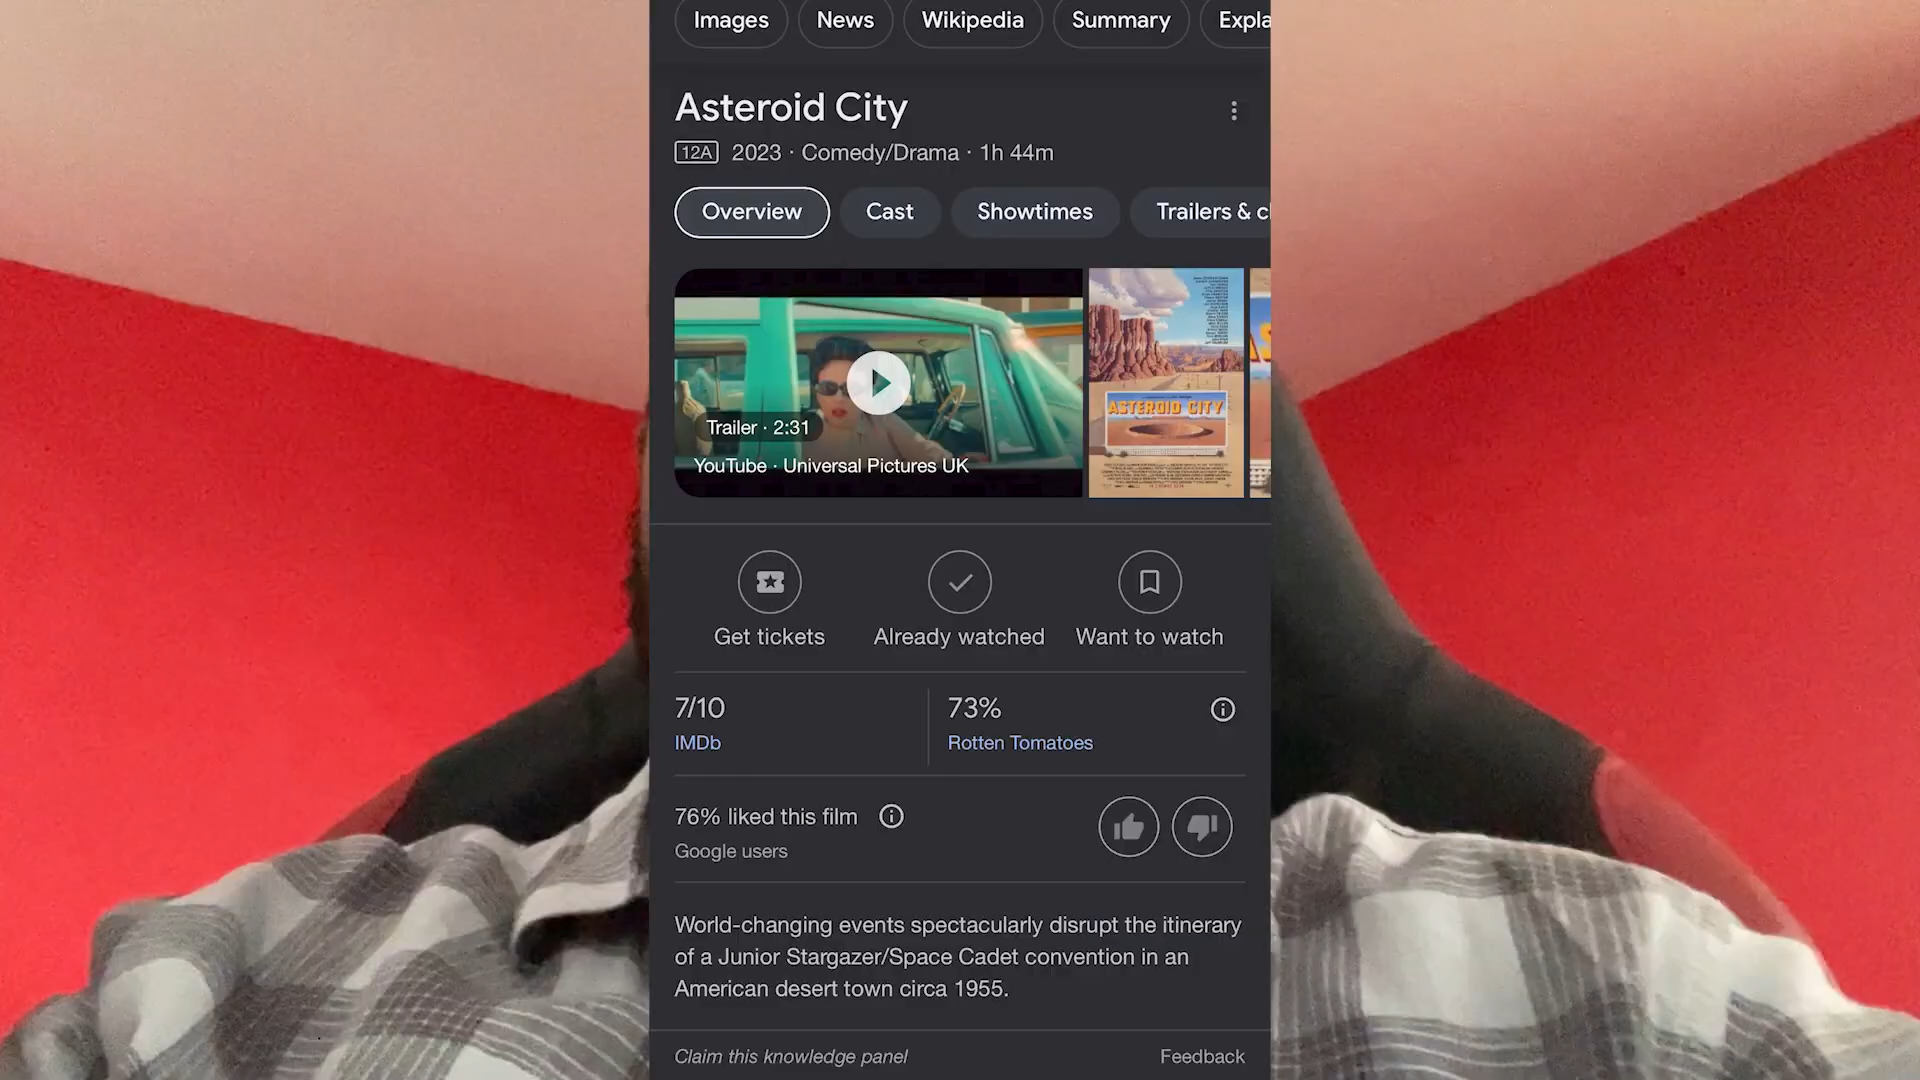 Images News Wikipedia Summary Expla
Asteroid City
12A 2023 · Comedy/Drama · 1h 44m
Overview Cast Showtimes Trailers & cl
Trailer · 2:31
YouTube · Universal Pictures UK
ASTEROID CITY
Get tickets Already watched Want to watch
7/10 73%
IMDb Rotten Tomatoes
76% liked this film
Google users
World-changing events spectacularly disrupt the itinerary
of a Junior Stargazer/Space Cadet convention in an
American desert town circa 1955.
Claim this knowledge panel Feedback